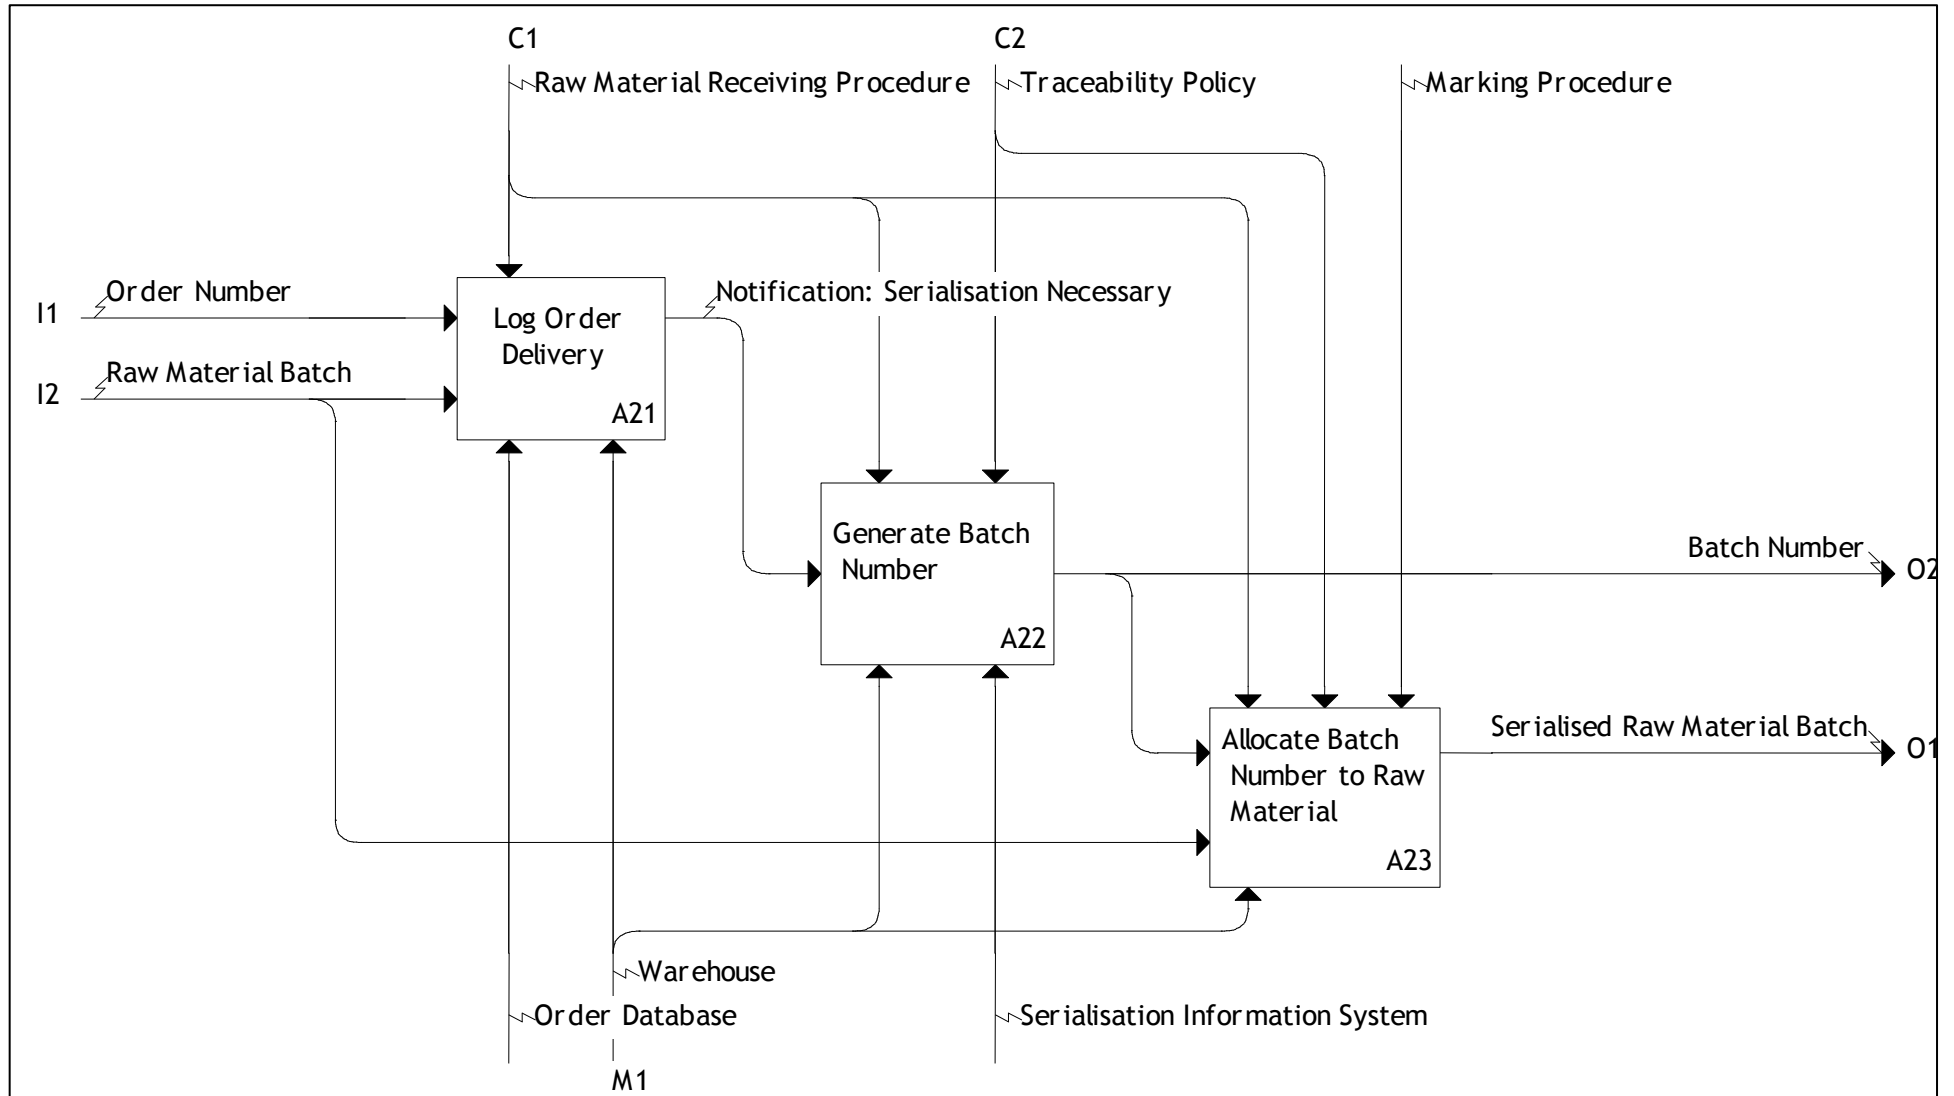 C1
C2
Raw Material Receiving Procedure
Traceability Policy
Marking Procedure
Order Number
Notification: Serialisation Necessary
I1
Log Order
Delivery
Raw Material Batch
I2
A21
Generate Batch
Number
Batch Number
O2
A22
Serialised Raw Material Batch
Allocate Batch
O1
Number to Raw
Material
A23
Warehouse
Order Database
Serialisation Information System
M1